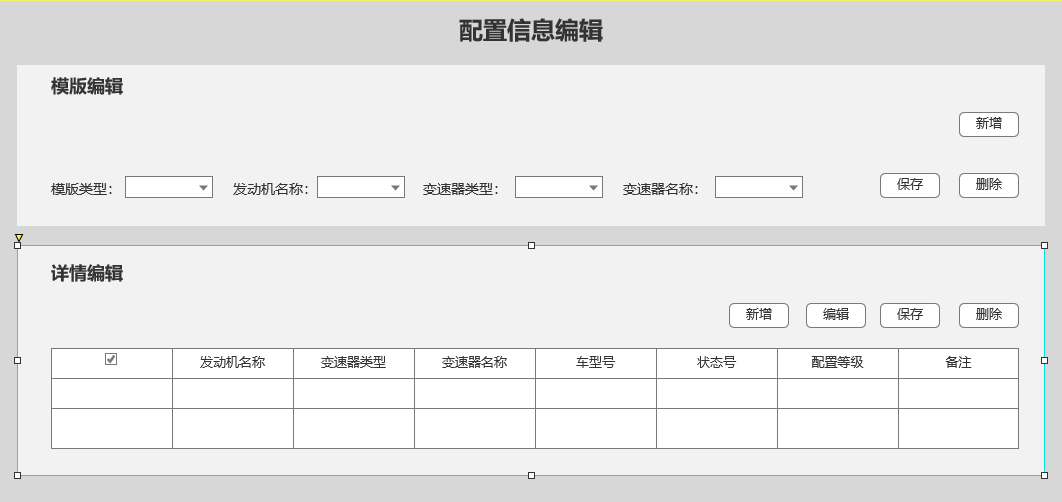 配置信息编辑
模版编辑
新增
模版类型： 发动机名称： 变速器类型： 变速器名称： 保存 删除
详情编辑
新增 编辑 保存 删除
发动机名称 变速器类型 变速器名称 车型号 状态号 配置等级 备注